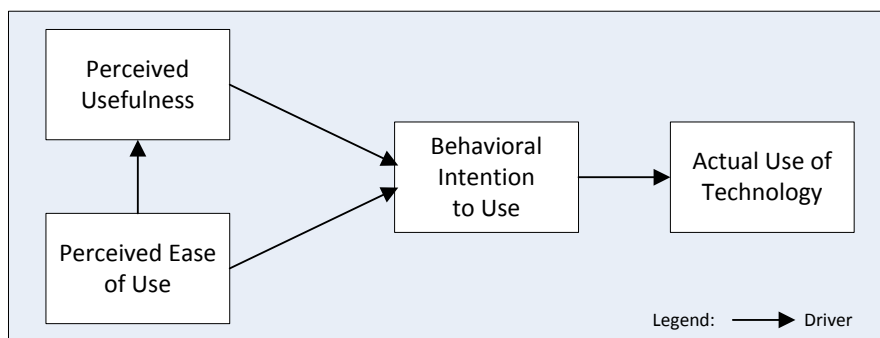 Perceived
Usefulness
Perceived Ease
of Use
Behavioral
Intention
to Use
Actual Use of
Technology
Legend:
Driver